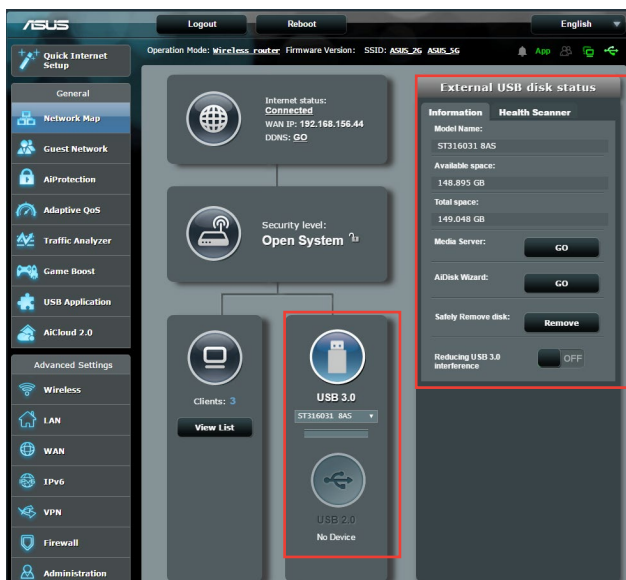 ASUS
Logout
Reboot
English
Quick Internet
Setup
Operation Mode: Wireless router Firmware Version: SSID: ASUS_2G ASUS_5G
App
General
Network Map
Guest Network
AiProtection
Adaptive QoS
Traffic Analyzer
Game Boost
USB Application
AiCloud 2.0
Advanced Settings
Wireless
LAN
WAN
IPv6
VPN
Firewall
Administration
Internet status:
Connected
WAN IP: 192.168.156.44
DDNS: GO
Security level:
Open System
Clients: 3
View List
USB 3.0
ST316031 8AS
USB 2.0
No Device
External USB disk status
Information Health Scanner
Model Name:
ST316031 8AS
Available space:
148.895 GB
Total space:
149.048 GB
Media Server:
GO
AiDisk Wizard:
GO
Safely Remove disk:
Remove
Reducing USB 3.0
interference
OFF